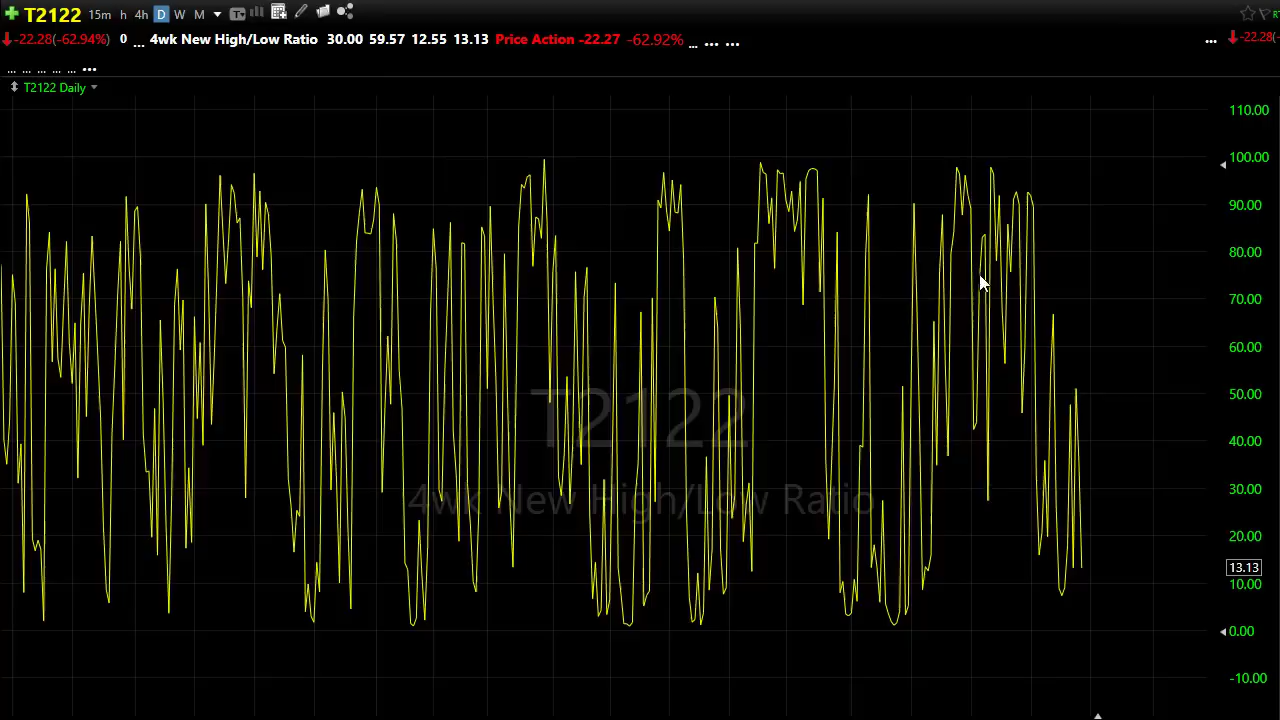 T2122 15m h 4h D W M
-22.28(-62.94%) 0 ... 4wk New High/Low Ratio 30.00 59.57 12.55 13.13 Price Action -22.27 -62.92% ... ... ... ... -22.28(-
... ... ... ... ... ...
T2122 Daily
110.00
100.00
90.00
80.00
70.00
60.00
50.00
40.00
30.00
20.00
13.13
10.00
0.00
-10.00
T2122
4wk New High/Low Ratio